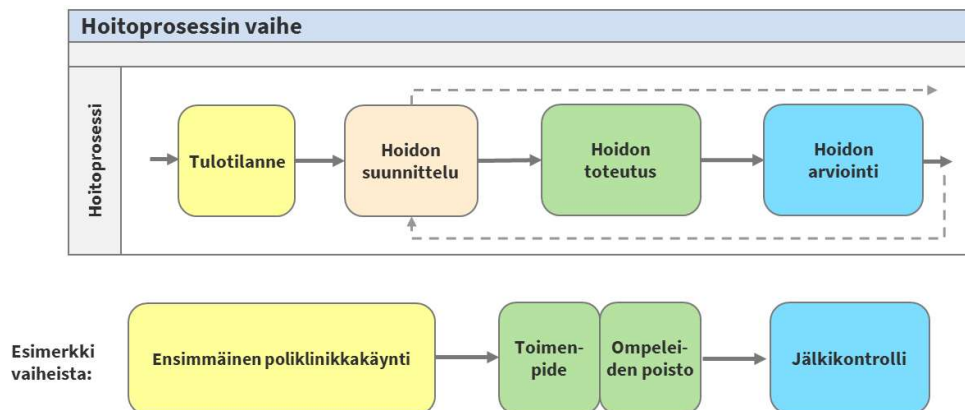 Hoitoprosessin vaihe
Hoitoprosessi
Tulotilanne
Hoidon
suunnittelu
Hoidon
toteutus
Hoidon
arviointi
Esimerkki
vaiheista:
Ensimmäinen poliklinikkakäynti
Toimen-
pide
Ompelei-
den poisto
Jälkikontrolli